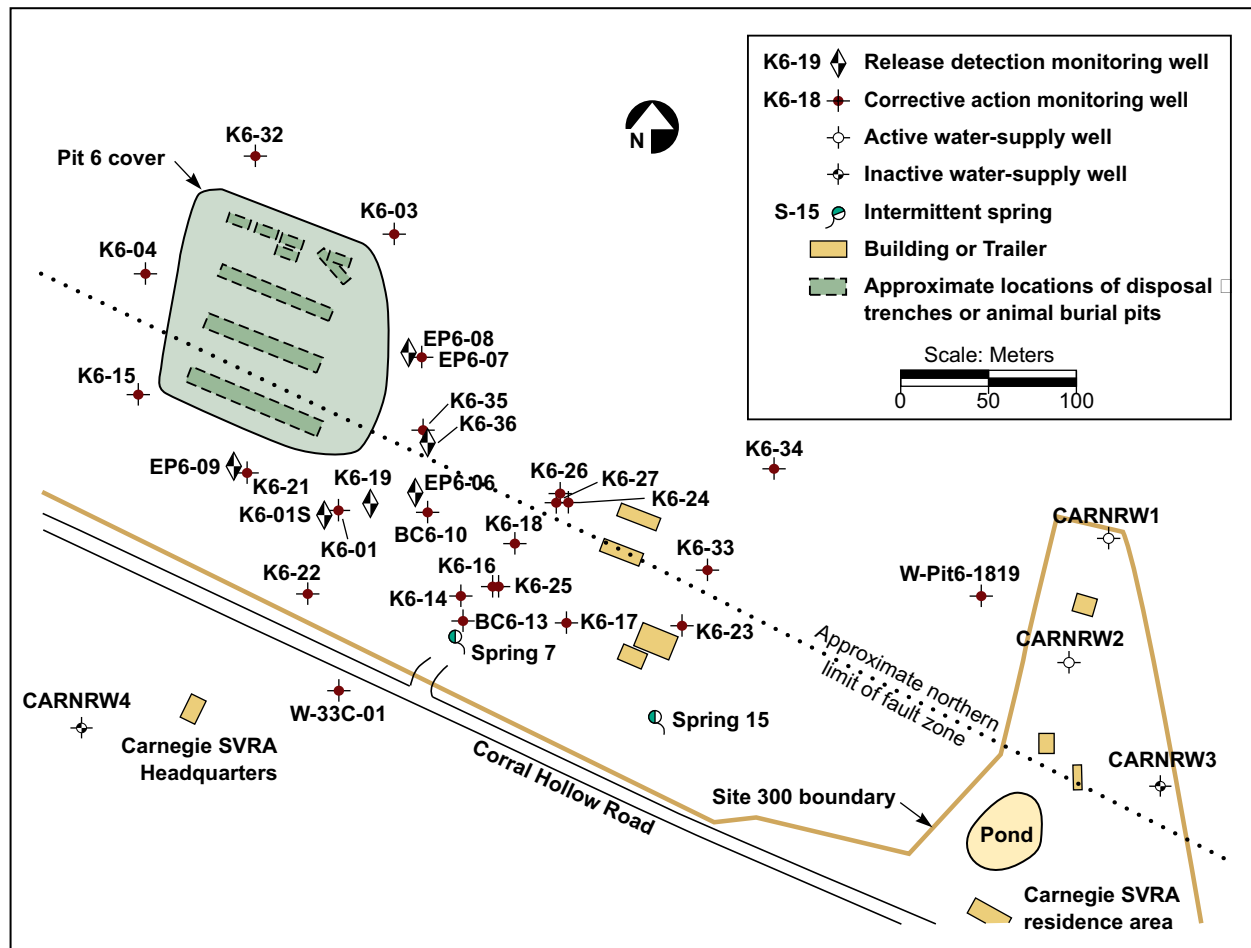 K6-19 Release detection monitoring well
K6-18 Corrective action monitoring well
Active water-supply well
Inactive water-supply well
S-15 Intermittent spring
Building or Trailer
Approximate locations of disposal
trenches or animal burial pits
Scale: Meters
0 50 100
N
K6-32
Pit 6 cover
K6-03
K6-04
EP6-08
EP6-07
K6-15
K6-35
K6-36
K6-34
EP6-09
K6-21
K6-19
EP6-06
K6-26
K6-27
K6-24
K6-01S
K6-01
BC6-10
K6-18
CARNRW1
K6-33
K6-22
K6-16
K6-25
K6-14
W-Pit6-1819
BC6-13
K6-17
K6-23
Spring 7
CARNRW2
Approximate northern
limit of fault zone
CARNRW4
W-33C-01
Spring 15
Carnegie SVRA
Headquarters
Corral Hollow Road
CARNRW3
Site 300 boundary
Pond
Carnegie SVRA
residence area